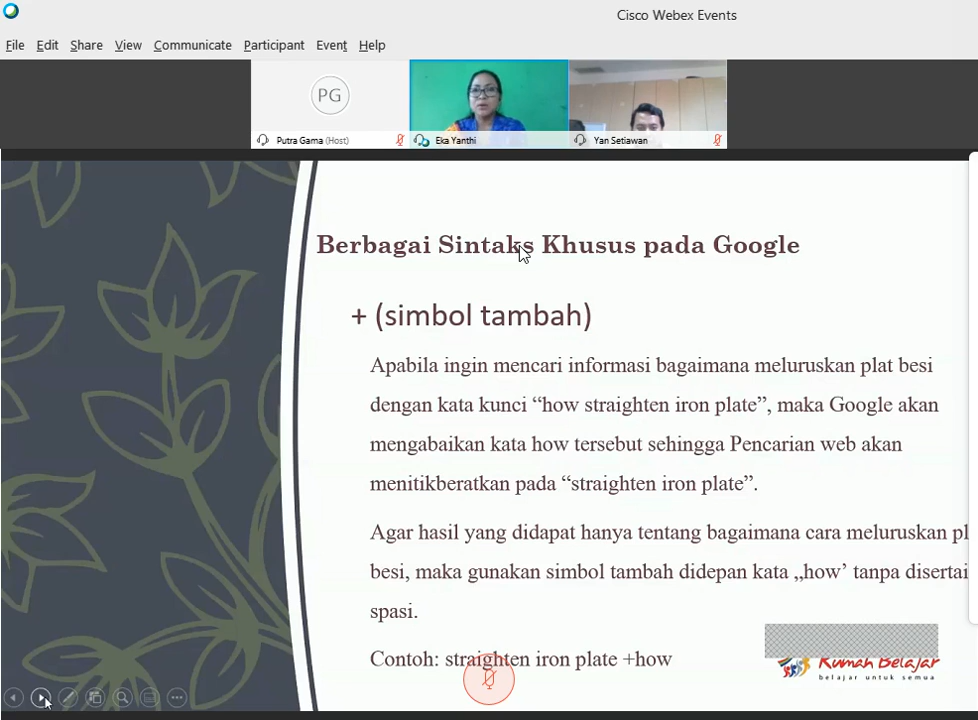 Cisco Webex Events
File Edit Share View Communicate Participant Event Help
PG
Putra Gama (Host)
Eka Yanthi
Yan Setiawan
Berbagai Sintaks Khusus pada Google
+ (simbol tambah)
Apabila ingin mencari informasi bagaimana meluruskan plat besi
dengan kata kunci “how straighten iron plate”, maka Google akan
mengabaikan kata how tersebut sehingga Pencarian web akan
menitikberatkan pada “straighten iron plate”.
Agar hasil yang didapat hanya tentang bagaimana cara meluruskan pl
besi, maka gunakan simbol tambah didepan kata „how’ tanpa disertai
spasi.
Contoh: straighten iron plate +how
Rumah Belajar
belajar untuk semua